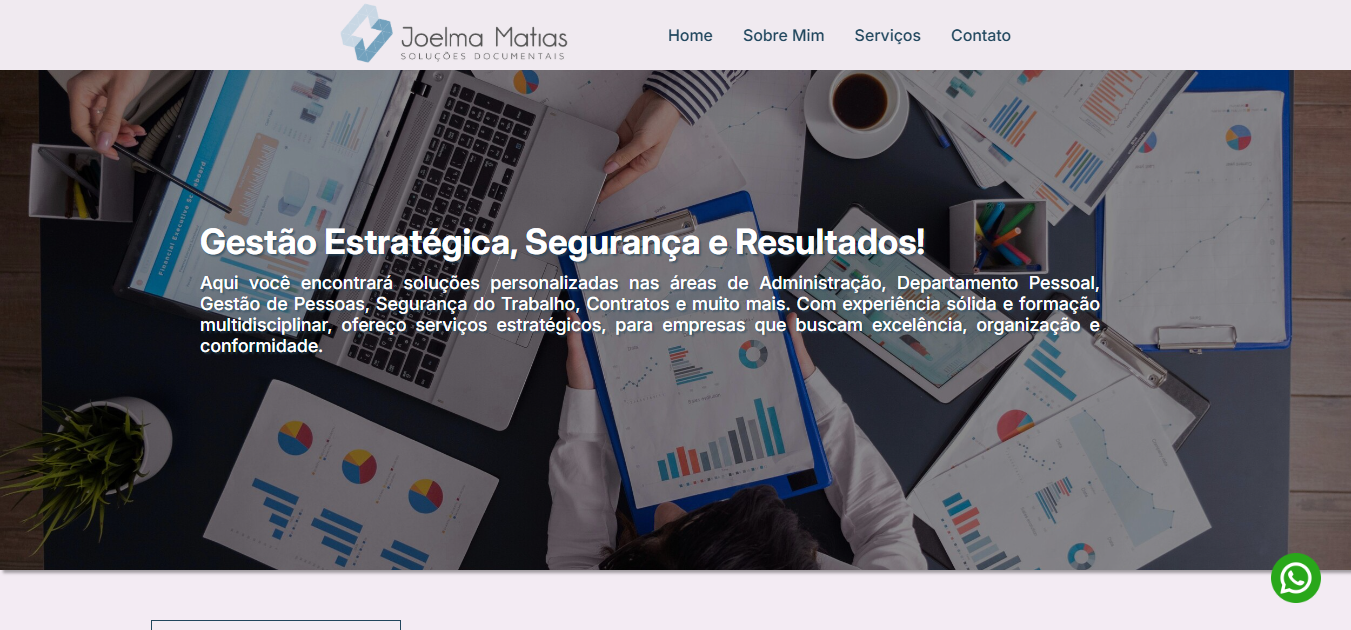 Joelma Matias
SOLUÇÕES DOCUMENTAIS
Home
Sobre Mim
Serviços
Contato
Financial Executive
Gestão Estratégica, Segurança e Resultados!
Aqui você encontrará soluções personalizadas nas áreas de Administração, Departamento Pessoal,
Gestão de Pessoas, Segurança do Trabalho, Contratos e muito mais. Com experiência sólida e formação
multidisciplinar, ofereço serviços estratégicos, para empresas que buscam excelência, organização e
conformidade.